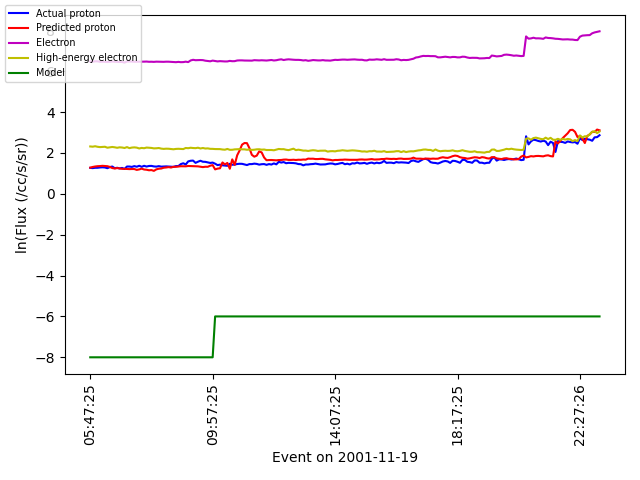 Actual proton
Predicted proton
Electron
High-energy electron
Model
8
6
4
2
0
−2
−4
−6
−8
ln(Flux (/cc/s/sr))
05:47:25
09:57:25
14:07:25
18:17:25
22:27:26
Event on 2001-11-19